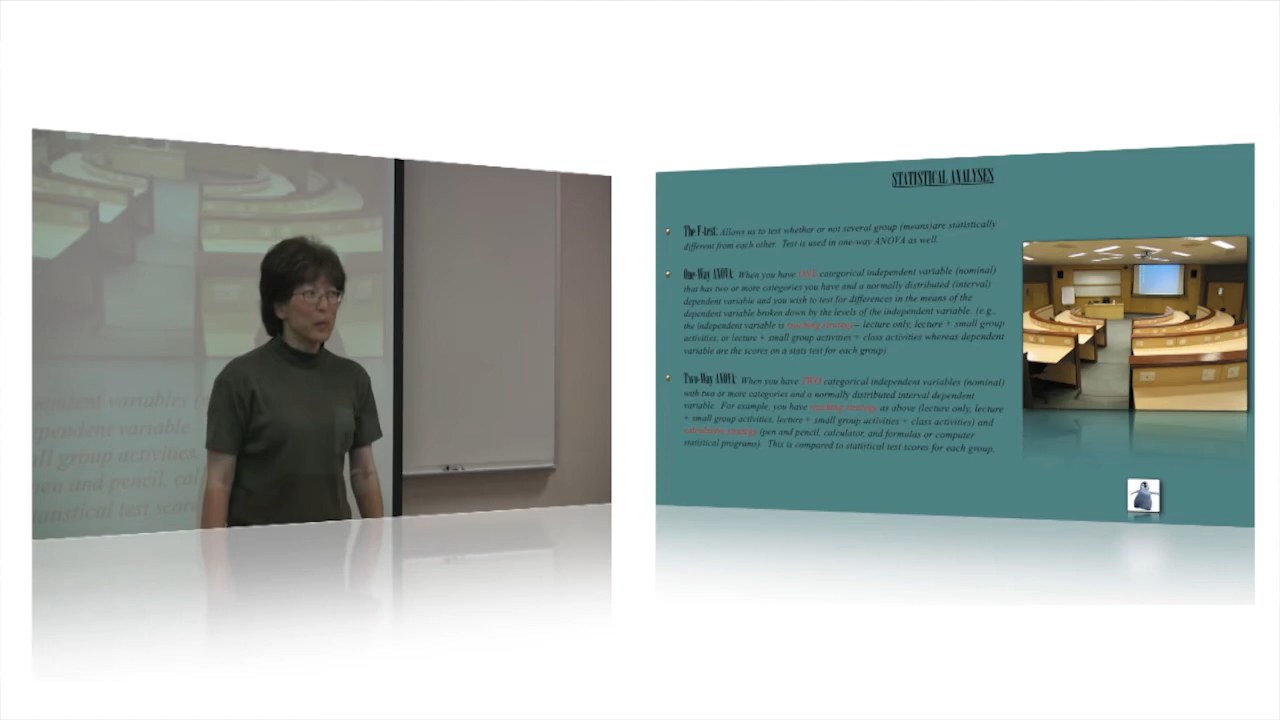 STATISTICAL ANALYSES
The F-test: Allows us to test whether or not several group (means)are statistically
different from each other. Test is used in one-way ANOVA as well.
One-Way ANOVA: When you have ONE categorical independent variable (nominal)
that has two or more categories you have and a normally distributed (interval)
dependent variable and you wish to test for differences in the means of the
dependent variable broken down by the levels of the independent variable. (e.g.,
the independent variable is teaching strategy – lecture only, lecture + small group
activities, or lecture + small group activities + class activities whereas dependent
variable are the scores on a stats test for each group).
Two-Way ANOVA: When you have TWO categorical independent variables (nominal)
with two or more categories and a normally distributed interval dependent
variable. For example, you have teaching strategy as above (lecture only, lecture
+ small group activities, lecture + small group activities + class activities) and
strategy (pen and pencil, calculator, and formulas or computer
statistical programs). This is compared to statistical test scores for each group.
variables (
pendent variable
ll group activities,
en and pencil, cal
tatistical test score